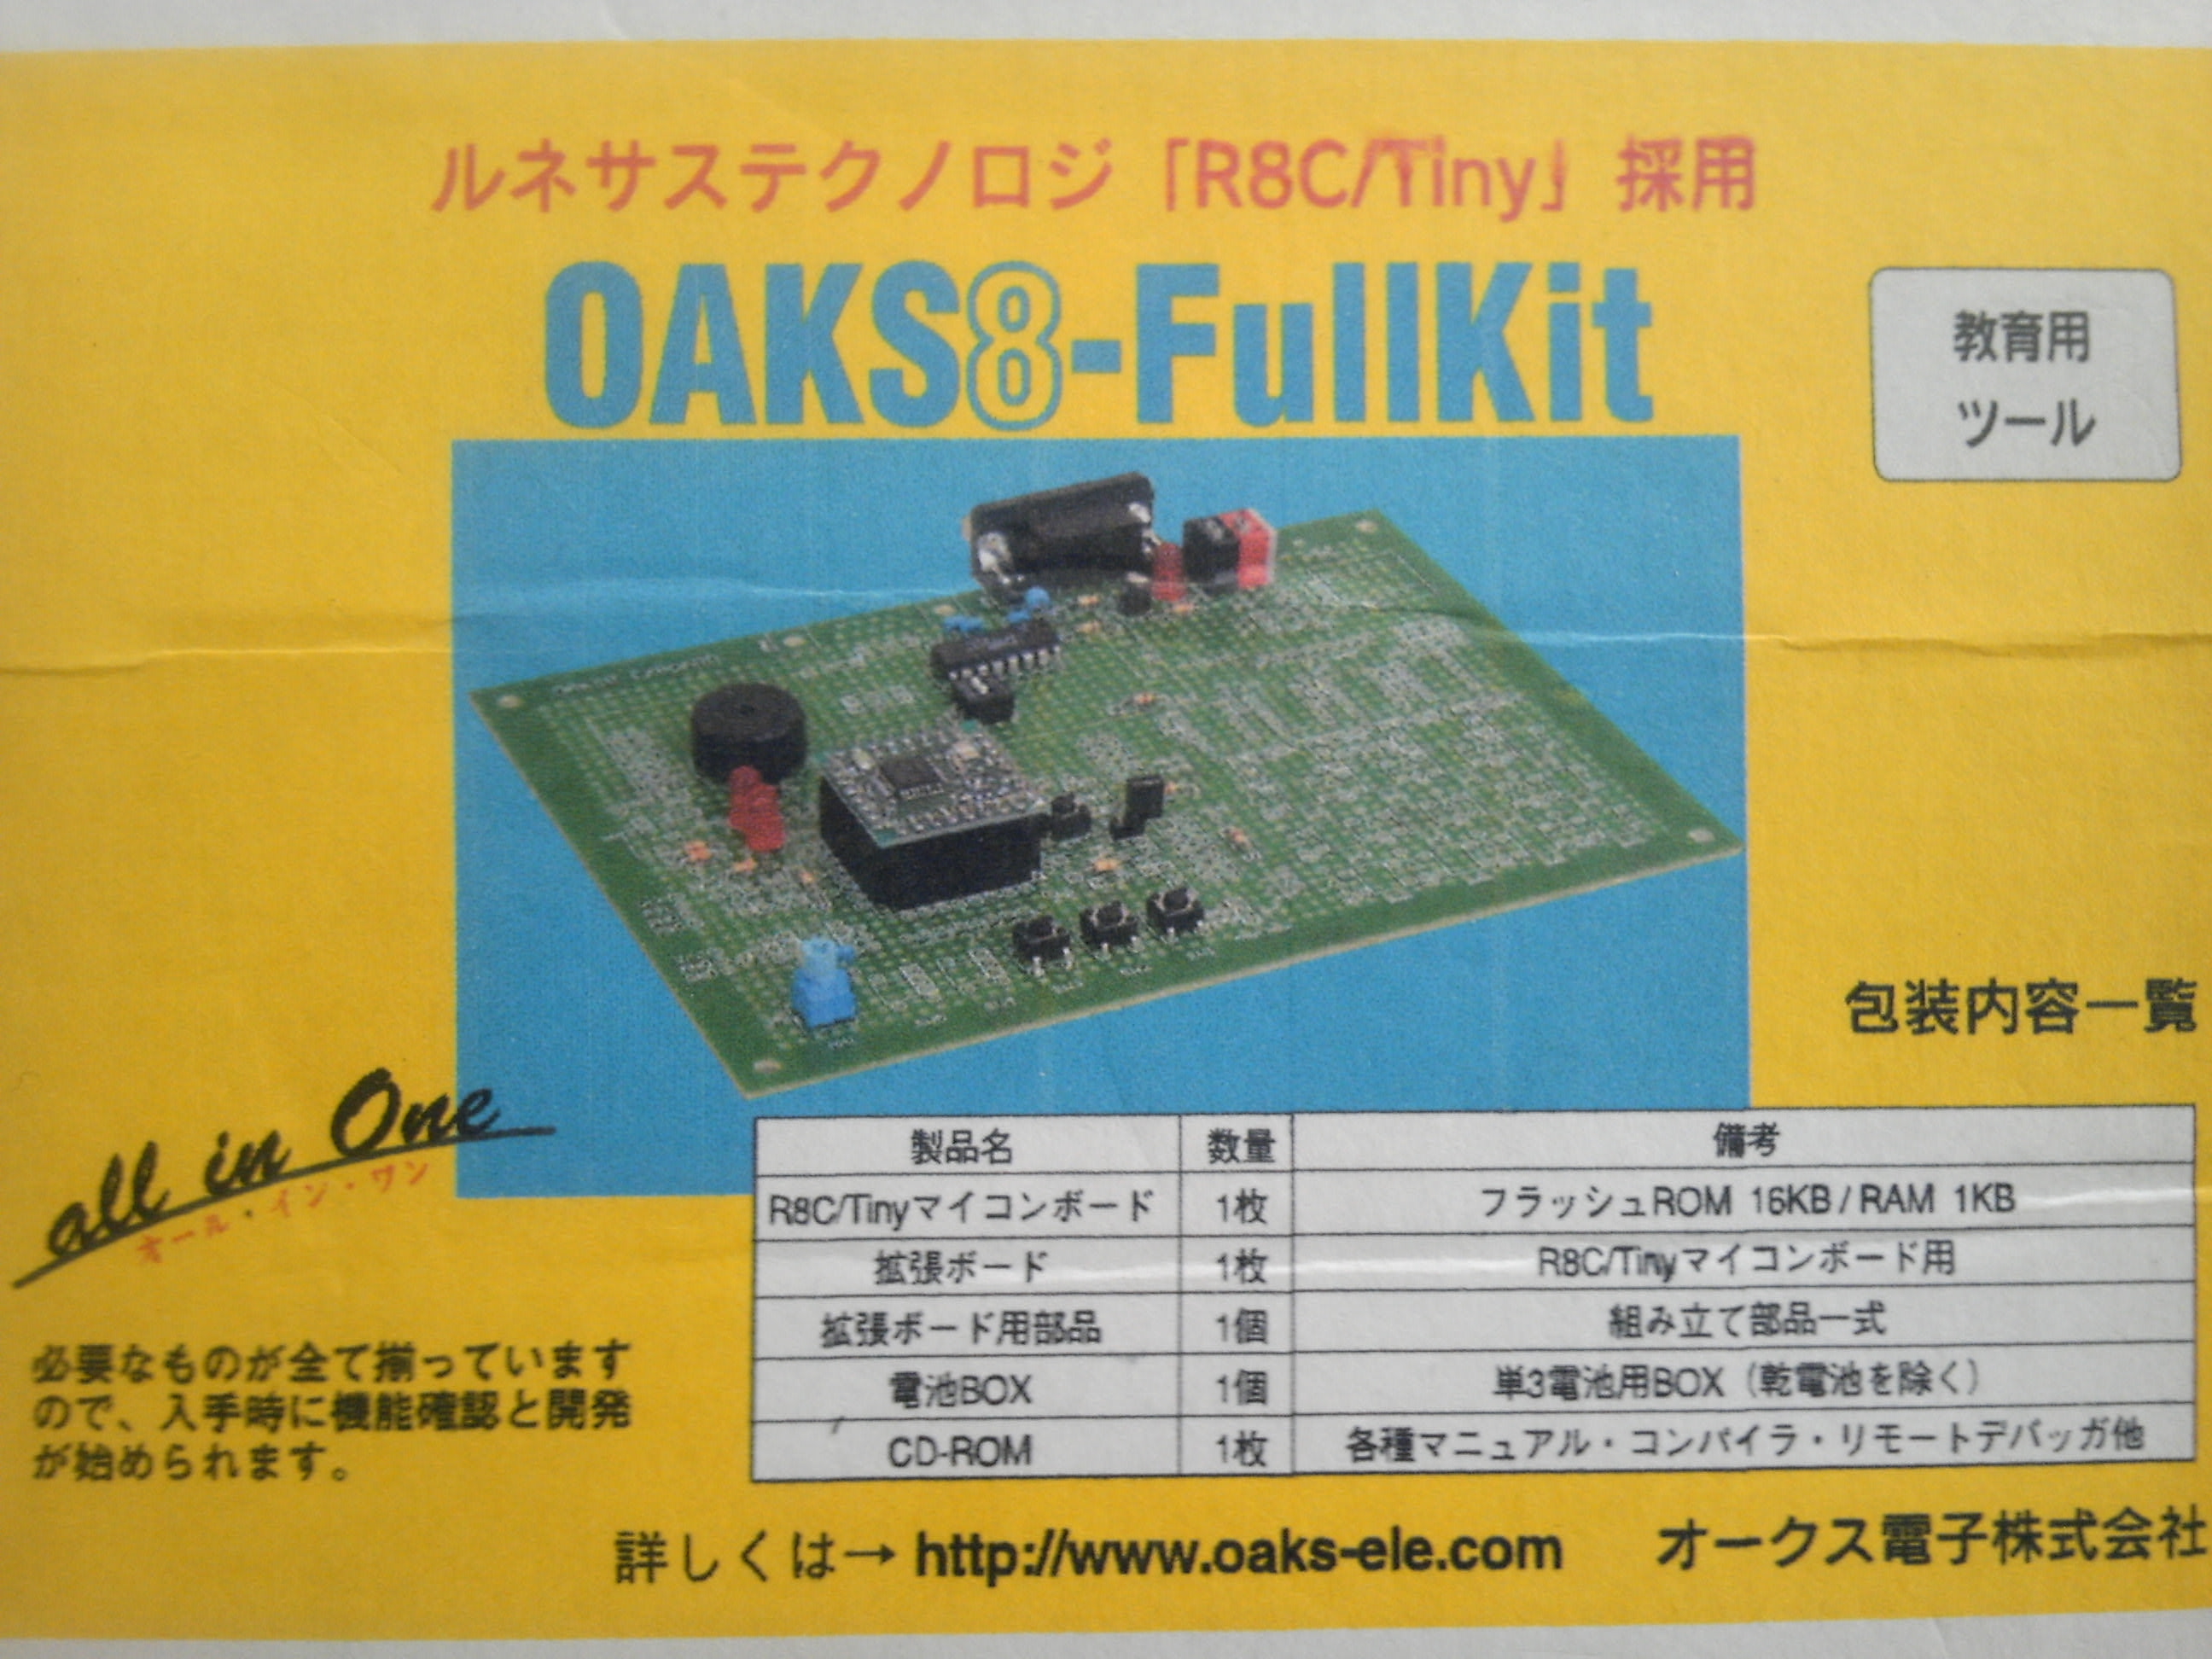 ルネサステクノロジ「R8C/Tiny」採用
OAKS8-FullKit
教育用
ツール
包装内容一覧
all in One
オール・イン・ワン
製品名 数量 備考
R8C/Tinyマイコンボード 1枚 フラッシュROM 16KB / RAM 1KB
拡張ボード 1枚 R8C/Tinyマイコンボード用
拡張ボード用部品 1個 組み立て部品一式
電池BOX 1個 単3電池用BOX（乾電池を除く）
CD-ROM 1枚 各種マニュアル・コンパイラ・リモートデバッガ他
必要なものが全て揃っています
ので、入手時に機能確認と開発
が始められます。
詳しくは→ http://www.oaks-ele.com オークス電子株式会社